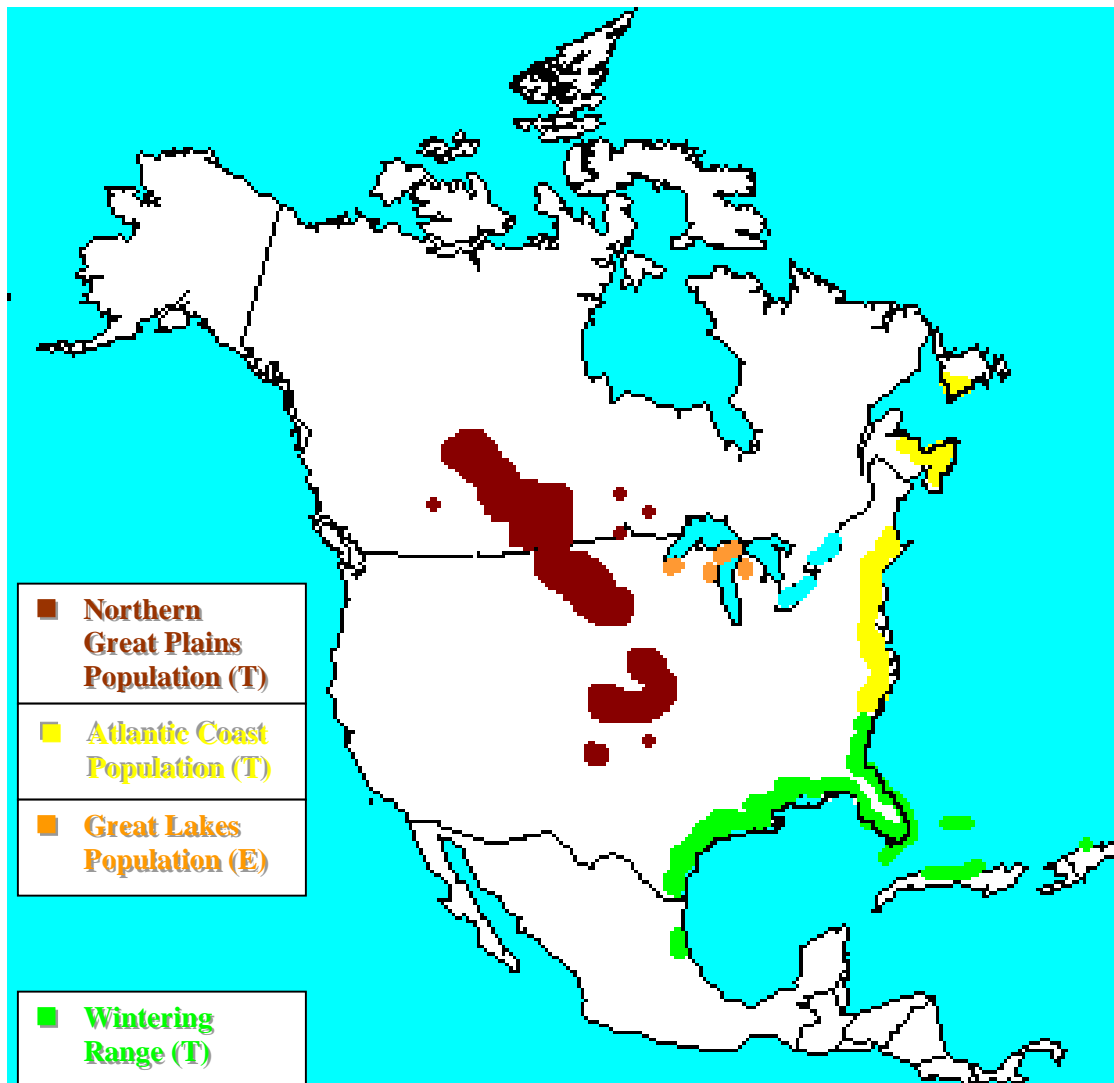 Northern
Great Plains
Population (T)
Atlantic Coast
Population (T)
Great Lakes
Population (E)
Wintering
Range (T)